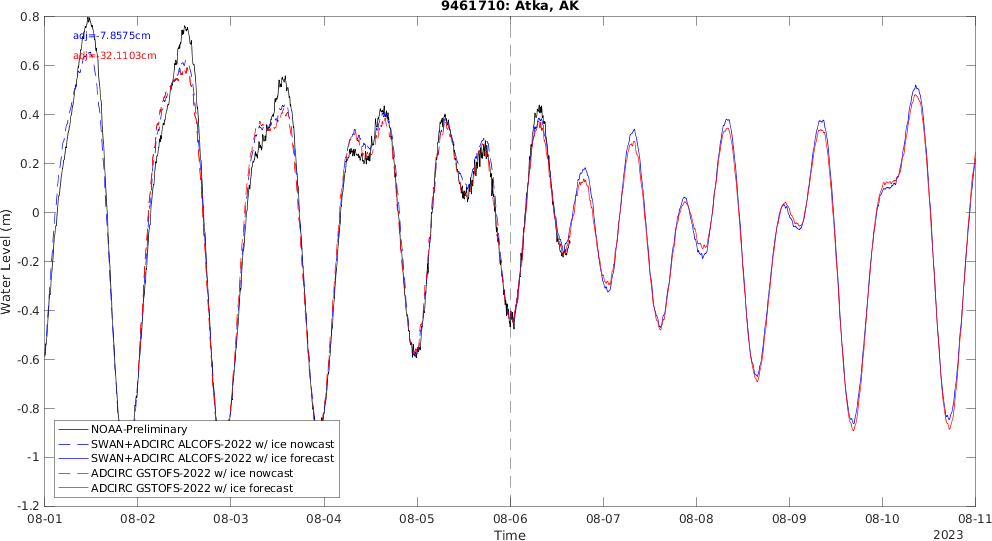 9461710: Atka, AK
0.8
adj=-7.8575cm
adj=-32.1103cm
0.6
0.4
0.2
0
-0.2
-0.4
-0.6
-0.8
-1
-1.2
Water Level (m)
NOAA-Preliminary
SWAN+ADCIRC ALCOFS-2022 w/ ice nowcast
SWAN+ADCIRC ALCOFS-2022 w/ ice forecast
ADCIRC GSTOFS-2022 w/ ice nowcast
ADCIRC GSTOFS-2022 w/ ice forecast
08-01 08-02 08-03 08-04 08-05 08-06 08-07 08-08 08-09 08-10 08-11
Time
2023